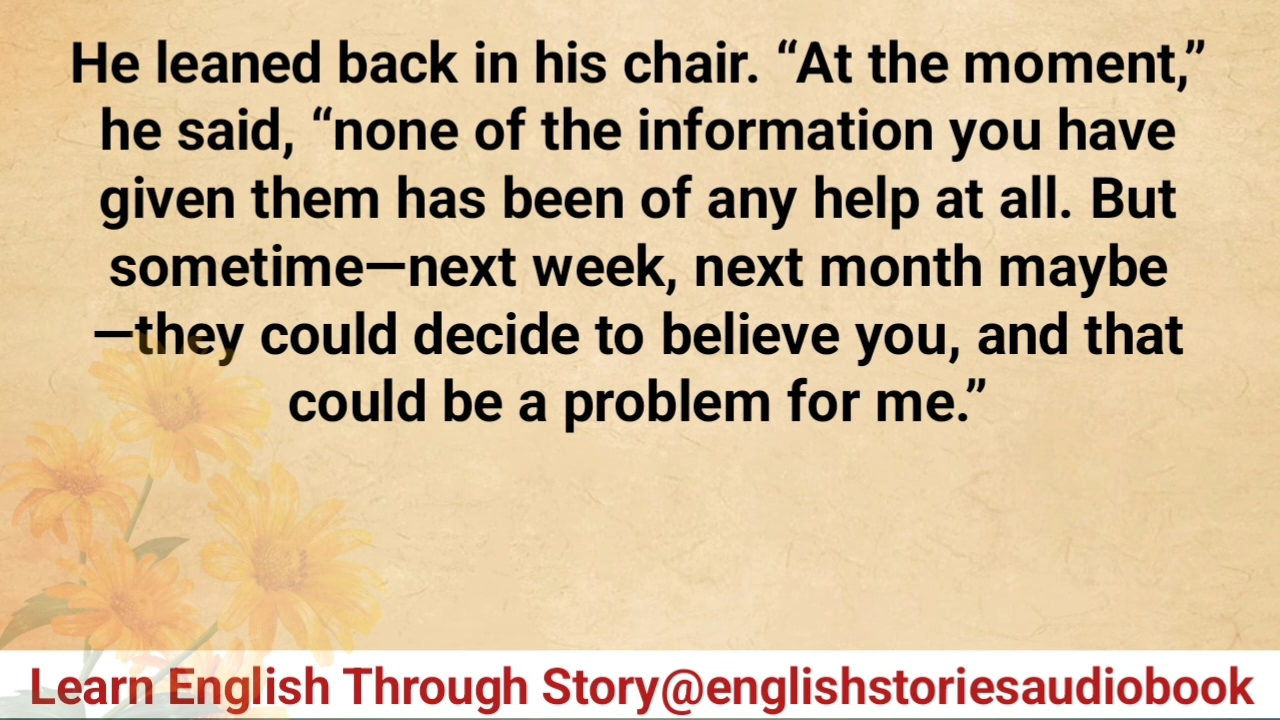 He leaned back in his chair. “At the moment,”
he said, “none of the information you have
given them has been of any help at all. But
sometime—next week, next month maybe
—they could decide to believe you, and that
could be a problem for me.”
Learn English Through Story@englishstoriesaudiobook